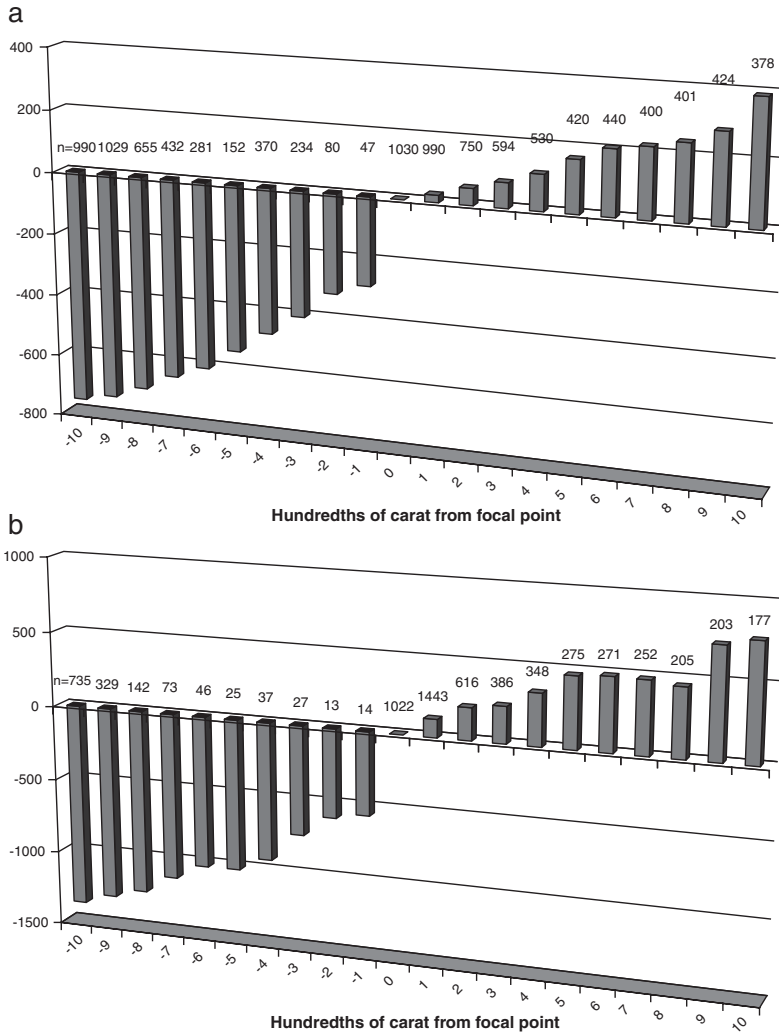 a
400
378
424
401
200
420 440 400
n=990 1029 655 432 281 152 370 234 80 47 1030 990 750 594 530
0
-200
-400
-600
-800
-10 -9 -8 -7 -6 -5 -4 -3 -2 -1 0 1 2 3 4 5 6 7 8 9 10
Hundredths of carat from focal point
b
1000
500
203 177
275 271 252 205
n=735 329 142 73 46 25 37 27 13 14 1022 1443 616 386 348
0
-500
-1000
-1500
-10 -9 -8 -7 -6 -5 -4 -3 -2 -1 0 1 2 3 4 5 6 7 8 9 10
Hundredths of carat from focal point